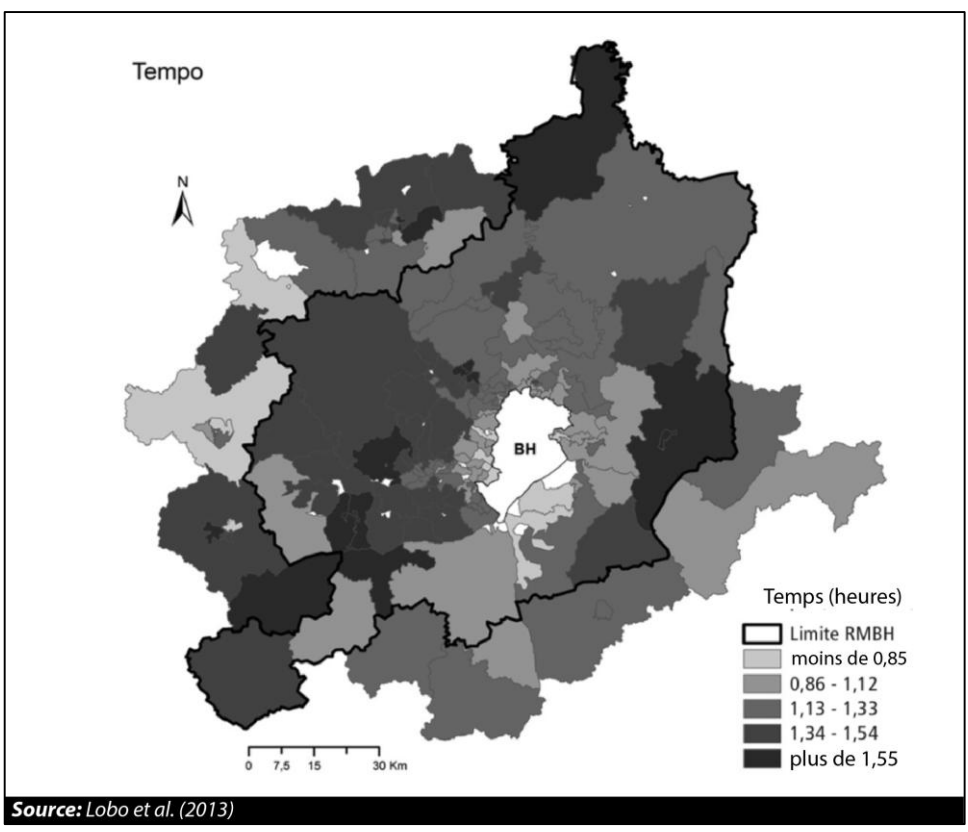 Tempo
N
BH
Temps (heures)
Limite RMBH
moins de 0,85
0,86 - 1,12
1,13 - 1,33
1,34 - 1,54
plus de 1,55
0 7,5 15 30 Km
Source: Lobo et al. (2013)